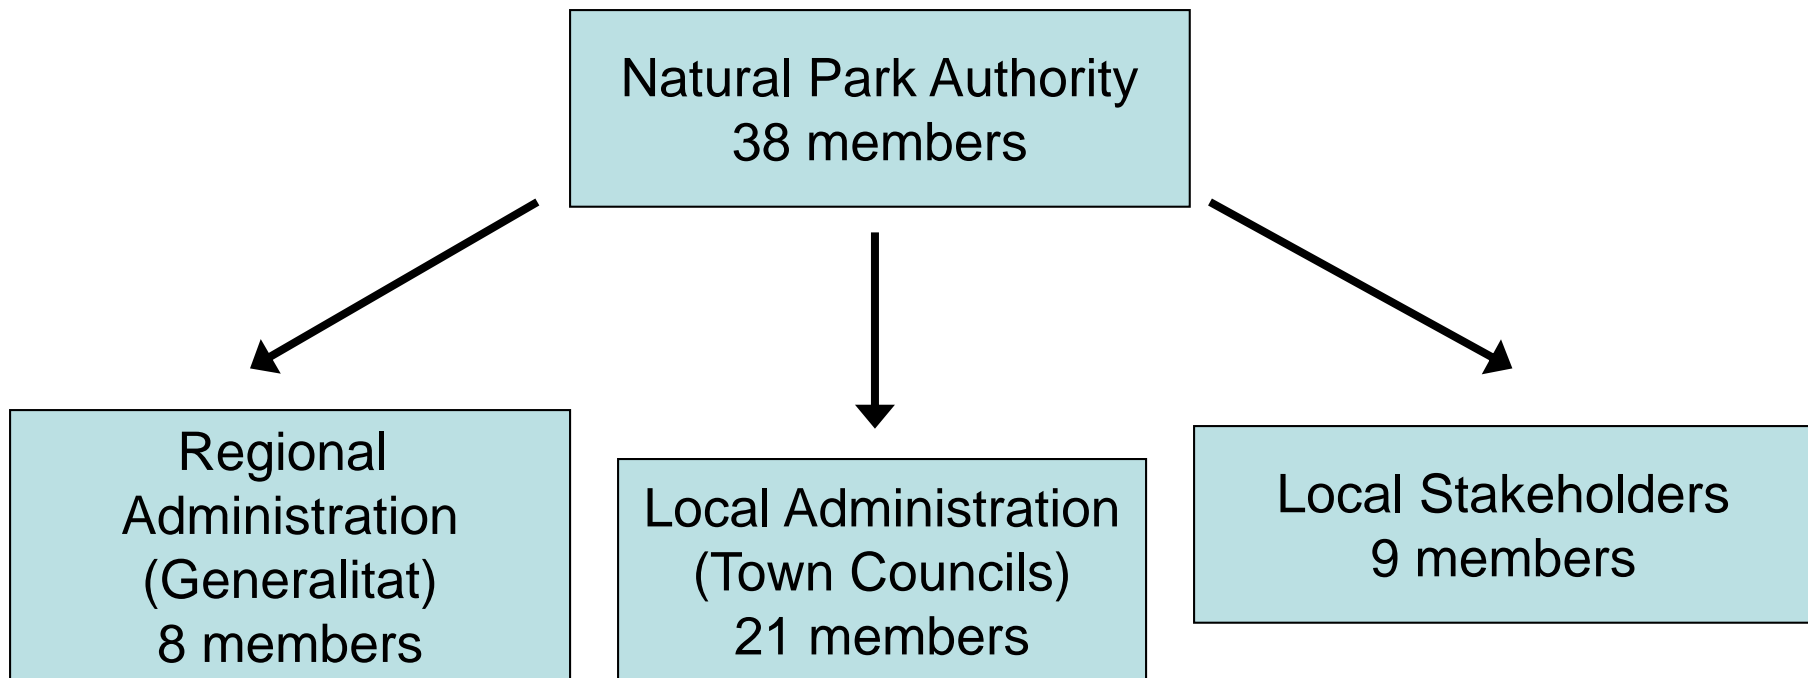 Natural Park Authority
38 members
Regional
Administration
(Generalitat)
8 members
Local Administration
(Town Councils)
21 members
Local Stakeholders
9 members